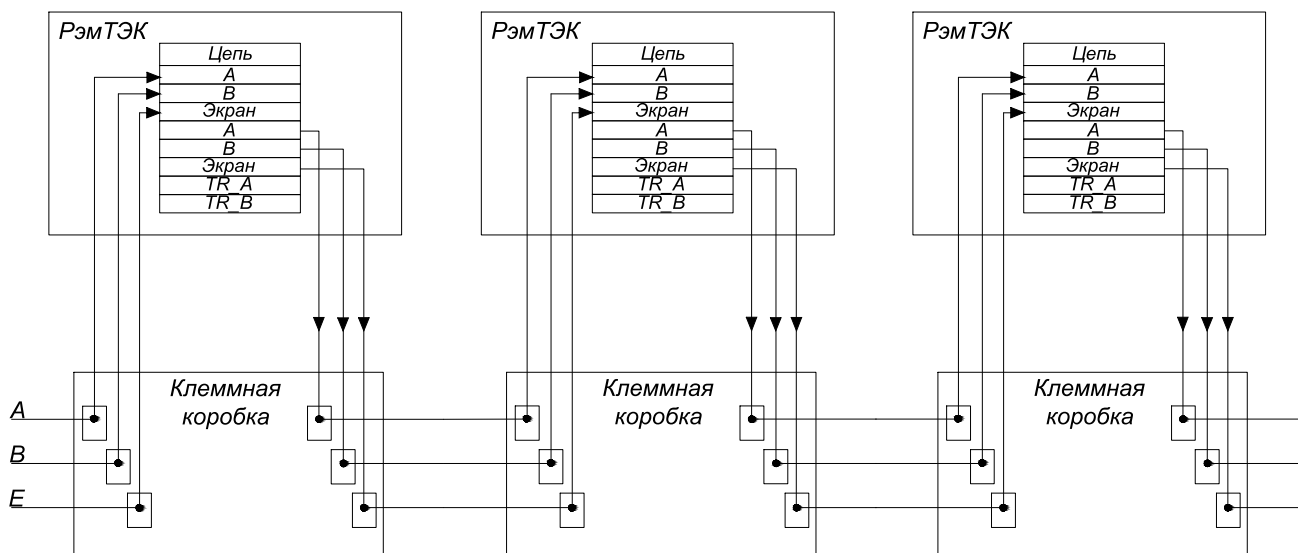 РэмТЭК
Цепь
A
B
Экран
A
B
Экран
TR_A
TR_B
РэмТЭК
Цепь
A
B
Экран
A
B
Экран
TR_A
TR_B
РэмТЭК
Цепь
A
B
Экран
A
B
Экран
TR_A
TR_B
A
B
E
Клеммная
коробка
Клеммная
коробка
Клеммная
коробка